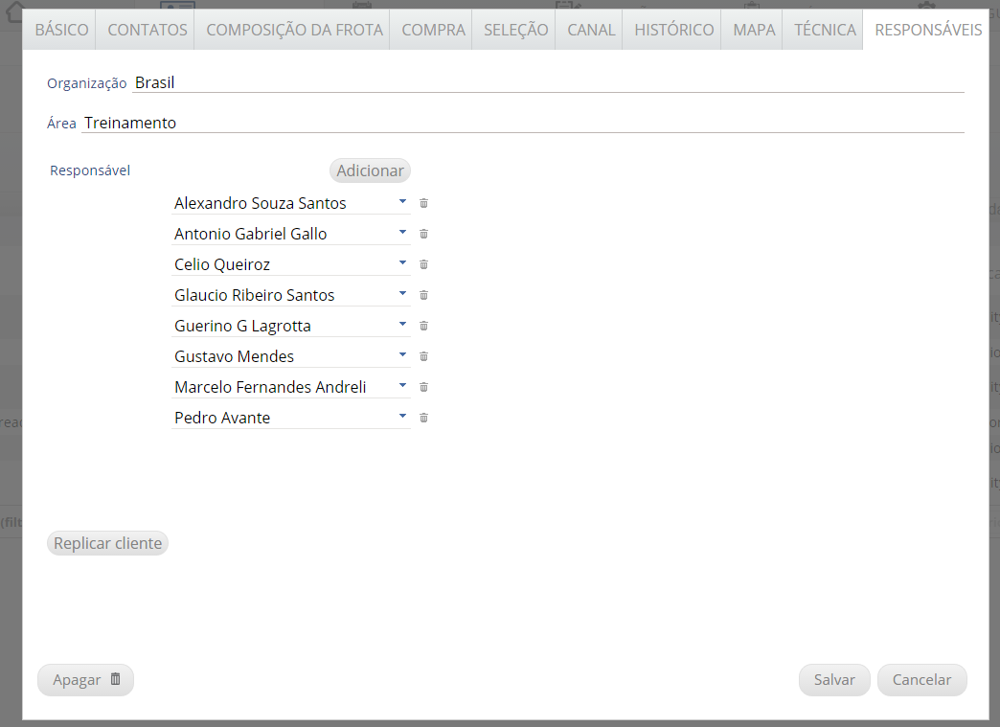 BÁSICO CONTATOS COMPOSIÇÃO DA FROTA COMPRA SELEÇÃO CANAL HISTÓRICO MAPA TÉCNICA RESPONSÁVEIS
Organização Brasil
Área Treinamento
Responsável Adicionar
Alexandro Souza Santos
Antonio Gabriel Gallo
Celio Queiroz
Glaucio Ribeiro Santos
Guerino G Lagrotta
Gustavo Mendes
Marcelo Fernandes Andreli
Pedro Avante
Replicar cliente
Apagar Salvar Cancelar